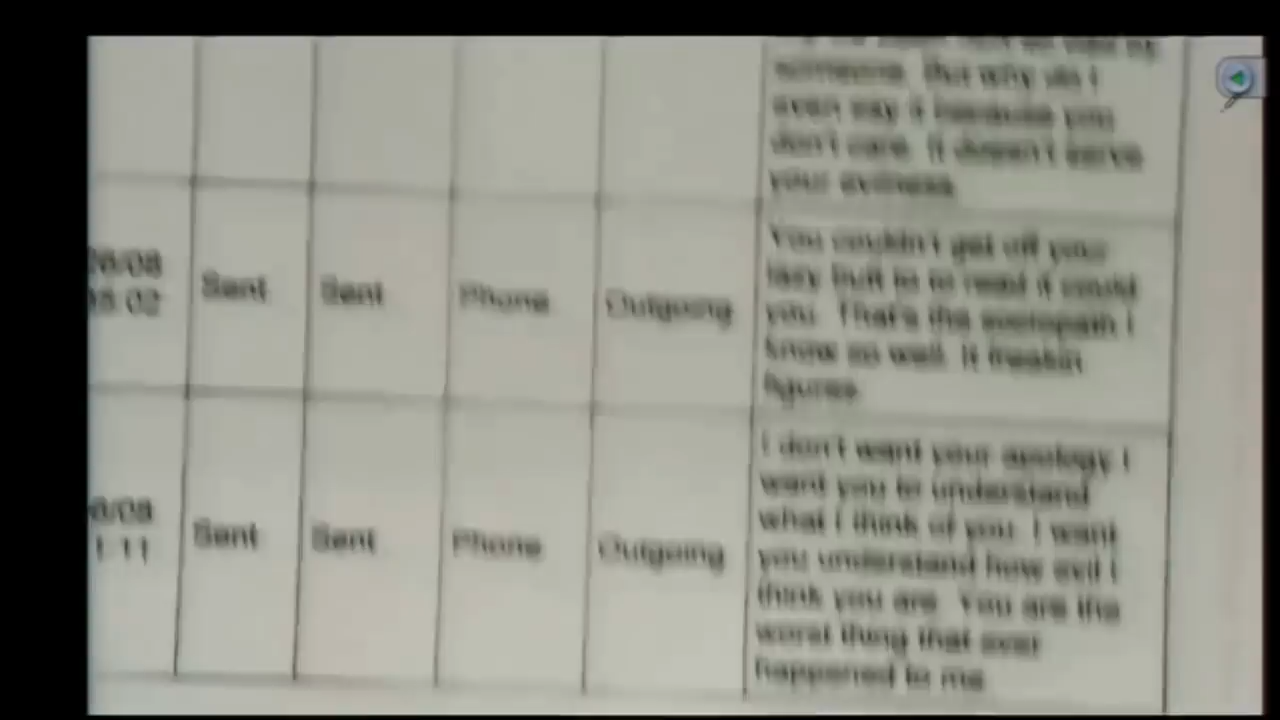 someone. But why do I
even say it because you
don't care. It doesn't serve
your evilness.
26/08
Sent
Sent
Phone
Outgoing
You couldn't get off your
lazy butt to to read it could
you. That's the sociopath I
know so well. It freakin
figures.
Sent
Sent
Phone
Outgoing
I don't want your apology I
want you to understand
what I think of you. I want
you understand how evil I
think you are. You are the
worst thing that ever
happened to me